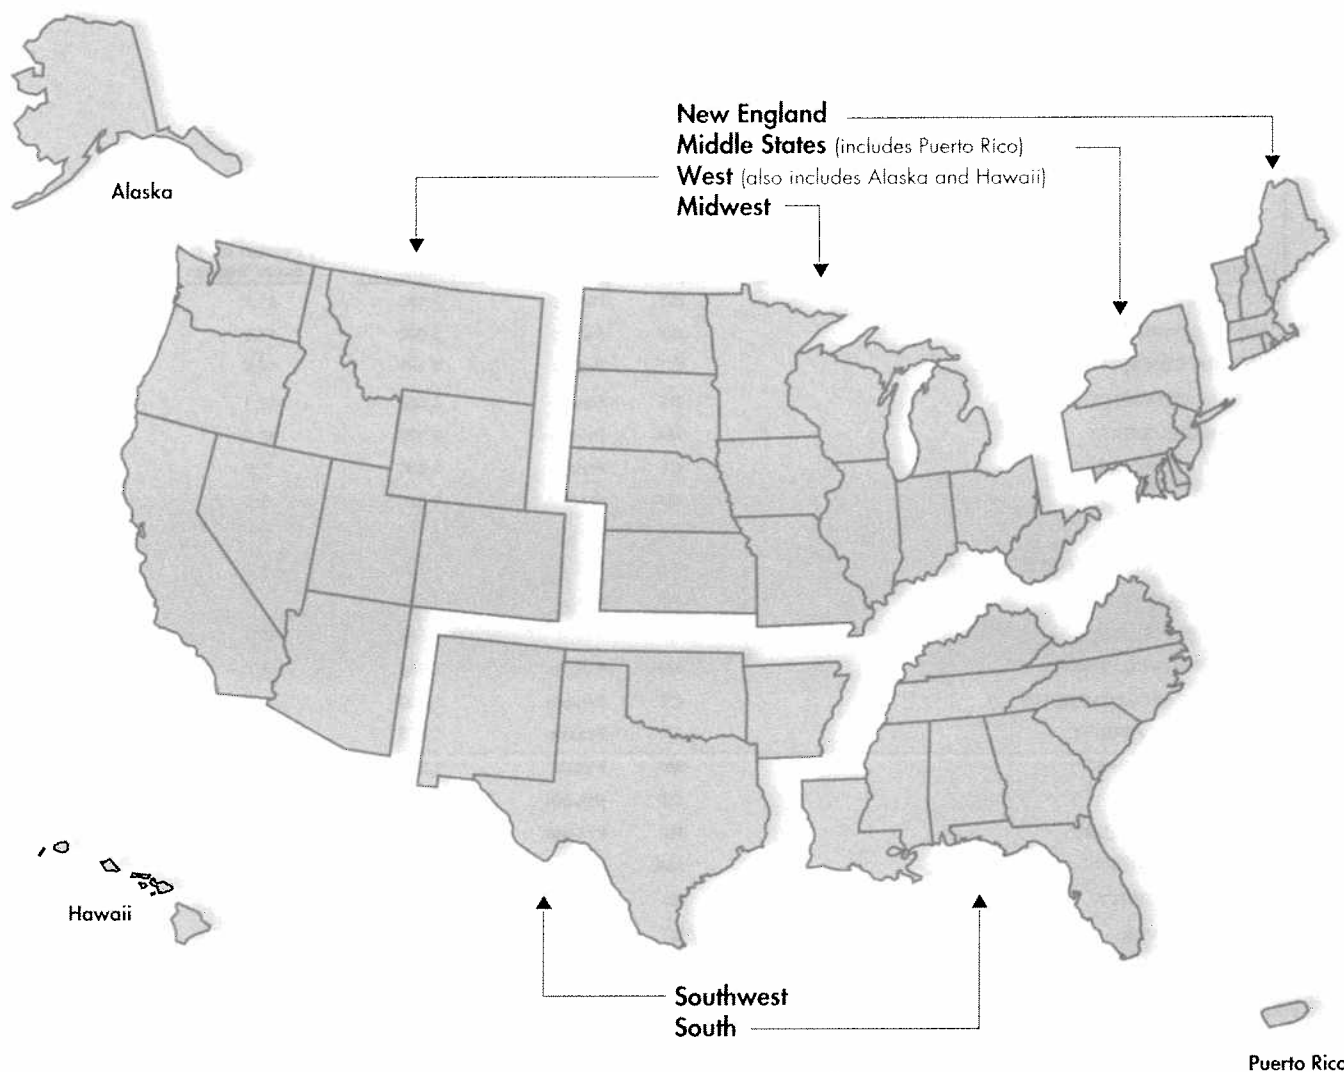 New England
Middle States (includes Puerto Rico)
West (also includes Alaska and Hawaii)
Midwest
Alaska
Hawaii
Southwest
South
Puerto Rico